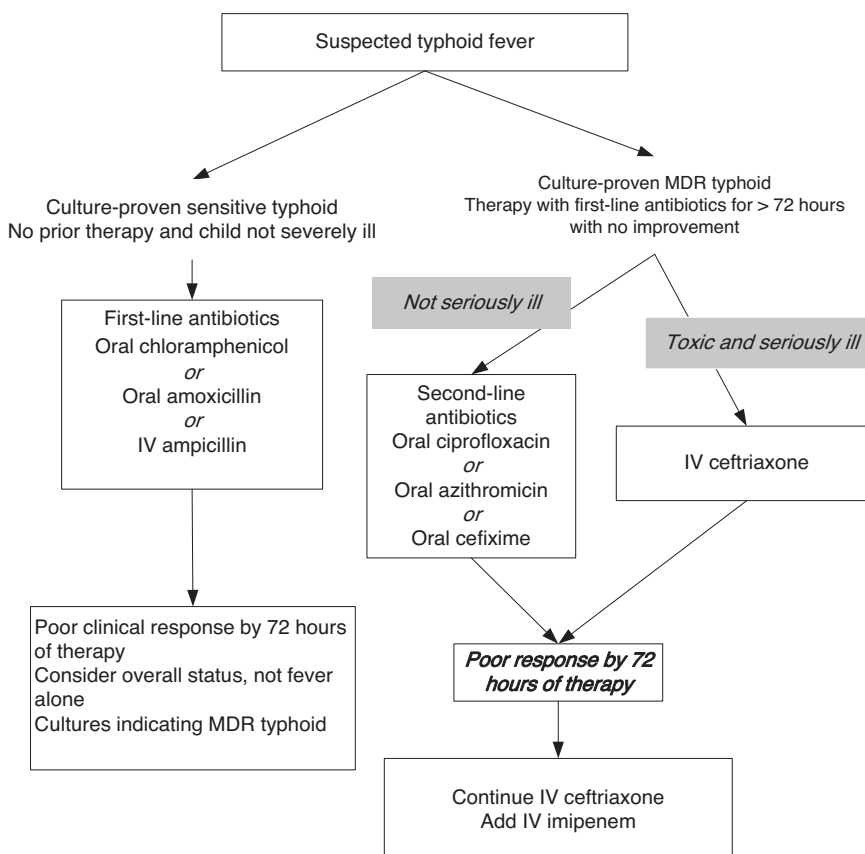 Suspected typhoid fever
Culture-proven sensitive typhoid
No prior therapy and child not severely ill
Culture-proven MDR typhoid
Therapy with first-line antibiotics for > 72 hours
with no improvement
Not seriously ill
Toxic and seriously ill
First-line antibiotics
Oral chloramphenicol
or
Oral amoxicillin
or
IV ampicillin
Second-line
antibiotics
Oral ciprofloxacin
or
Oral azithromicin
or
Oral cefixime
IV ceftriaxone
Poor clinical response by 72 hours
of therapy
Consider overall status, not fever
alone
Cultures indicating MDR typhoid
Poor response by 72
hours of therapy
Continue IV ceftriaxone
Add IV imipenem